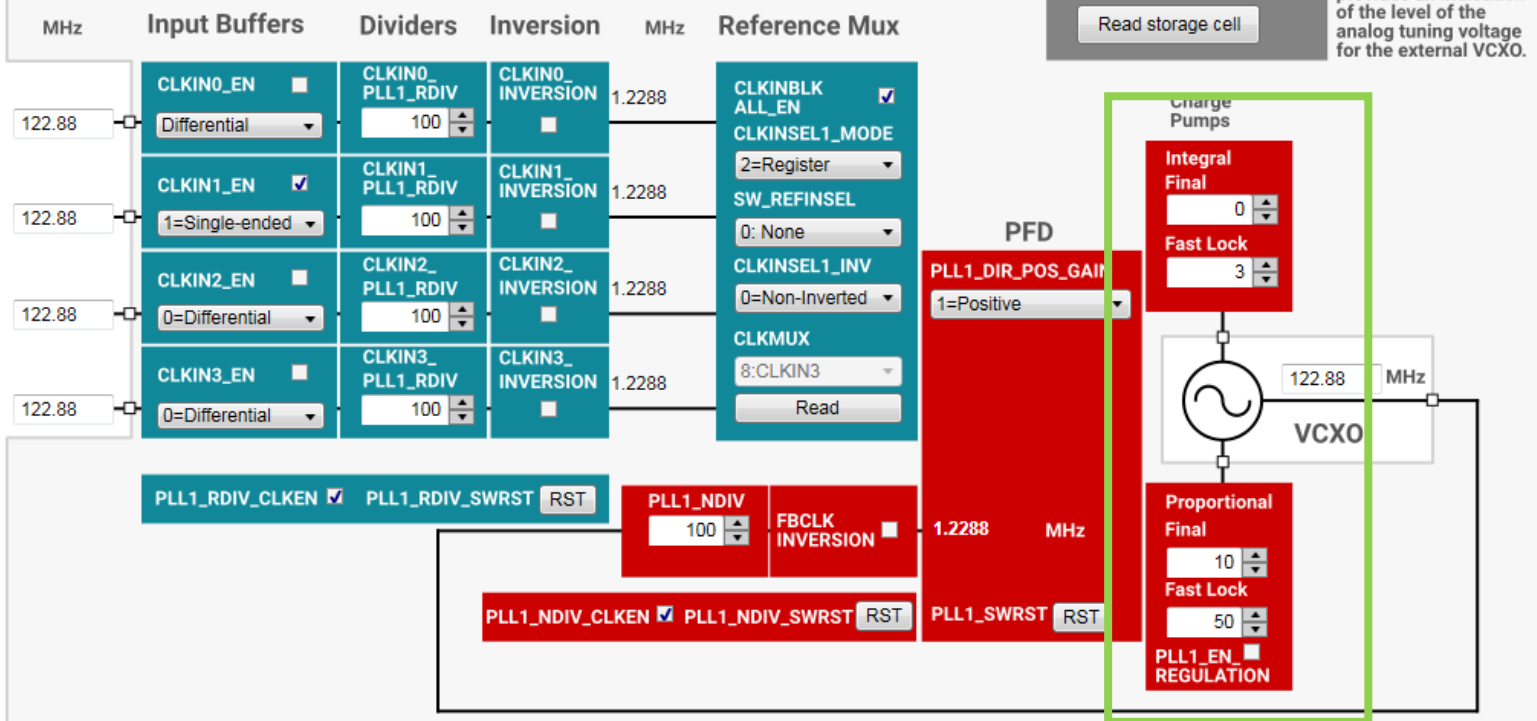 MHz
Input Buffers
Dividers
Inversion
MHz
Reference Mux
Read storage cell
of the level of the
analog tuning voltage
for the external VCXO.
122.88
CLKIN0_EN
Differential
CLKIN0_
PLL1_RDIV
100
CLKIN0_
INVERSION
1.2288
122.88
CLKIN1_EN
1=Single-ended
CLKIN1_
PLL1_RDIV
100
CLKIN1_
INVERSION
1.2288
122.88
CLKIN2_EN
0=Differential
CLKIN2_
PLL1_RDIV
100
CLKIN2_
INVERSION
1.2288
122.88
CLKIN3_EN
0=Differential
CLKIN3_
PLL1_RDIV
100
CLKIN3_
INVERSION
1.2288
CLKINBLK
ALL_EN
CLKINSEL1_MODE
2=Register
SW_REFINSEL
0: None
CLKINSEL1_INV
0=Non-Inverted
CLKMUX
8:CLKIN3
Read
PFD
PLL1_DIR_POS_GAIN
1=Positive
Charge
Pumps
Integral
Final
0
Fast Lock
3
122.88
MHz
VCXO
PLL1_RDIV_CLKEN
PLL1_RDIV_SWRST
RST
PLL1_NDIV
100
FBCLK
INVERSION
1.2288
MHz
PLL1_NDIV_CLKEN
PLL1_NDIV_SWRST
RST
PLL1_SWRST
RST
Proportional
Final
10
Fast Lock
50
PLL1_EN_
REGULATION